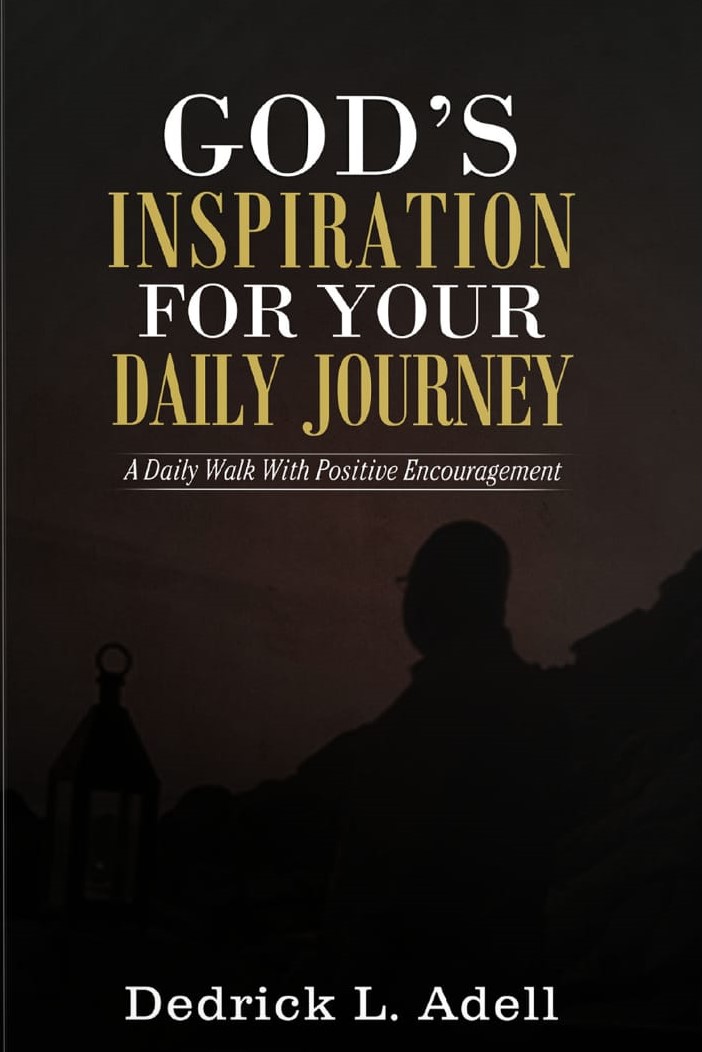 GOD'S
INSPIRATION
FOR YOUR
DAILY JOURNEY
A Daily Walk With Positive Encouragement
Dedrick L. Adell